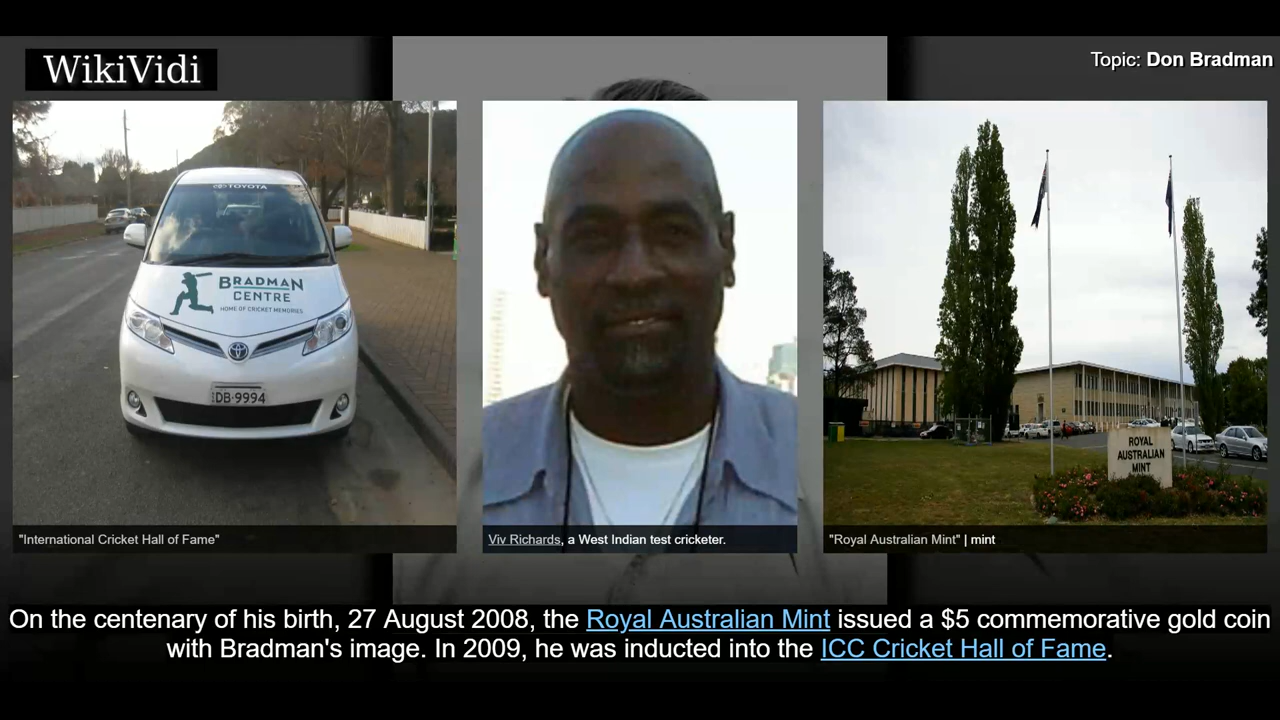 WikiVidi
Topic: Don Bradman
TOYOTA
BRADMAN
CENTRE
HOME OF CRICKET MEMORIES
DB·9994
ROYAL
AUSTRALIAN
MINT
"International Cricket Hall of Fame"
Viv Richards, a West Indian test cricketer.
"Royal Australian Mint" | mint
On the centenary of his birth, 27 August 2008, the Royal Australian Mint issued a $5 commemorative gold coin
with Bradman's image. In 2009, he was inducted into the ICC Cricket Hall of Fame.